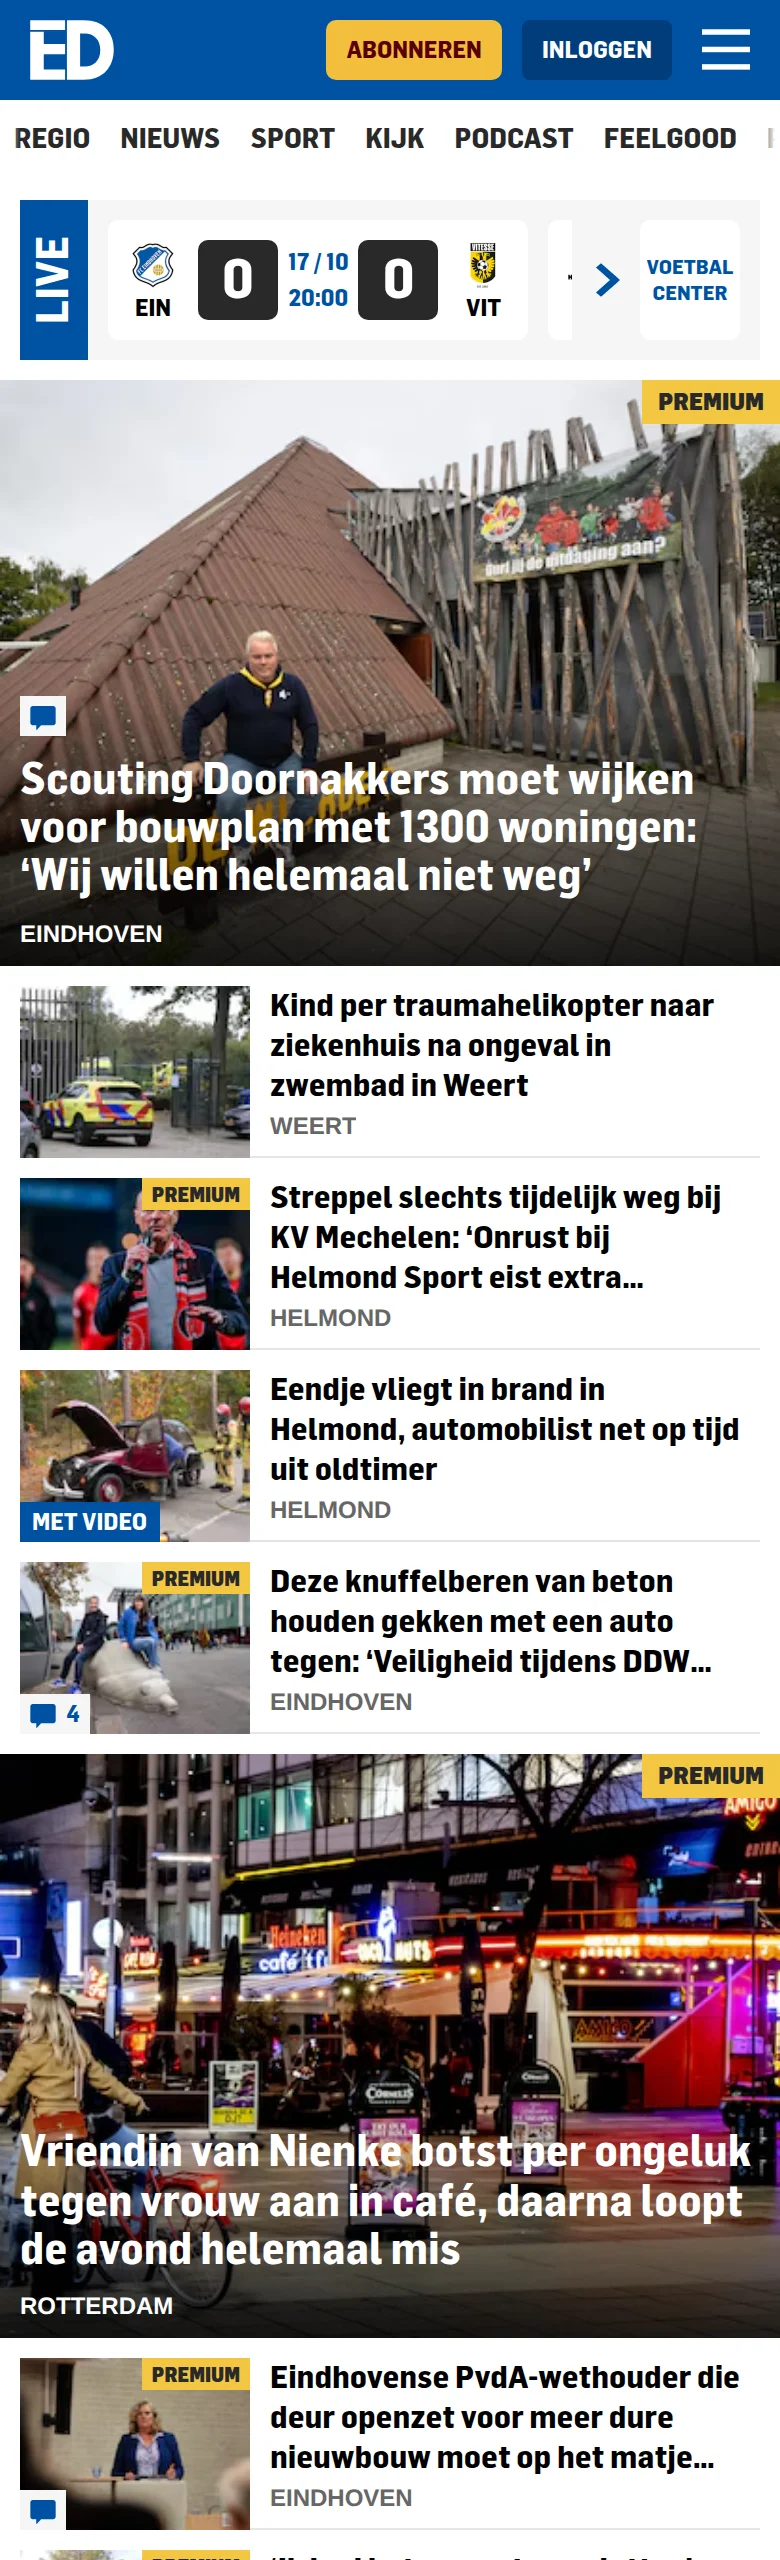 ED
ABONNEREN
INLOGGEN
REGIO NIEUWS SPORT KIJK PODCAST FEELGOOD
LIVE
EIN
0
17 / 10
20:00
0
VITESSE
VIT
VOETBAL
CENTER
PREMIUM
Durf jij de uitdaging aan?
Scouting Doornakkers moet wijken
voor bouwplan met 1300 woningen:
‘Wij willen helemaal niet weg’
EINDHOVEN
Kind per traumahelikopter naar
ziekenhuis na ongeval in
zwembad in Weert
WEERT
PREMIUM
Streppel slechts tijdelijk weg bij
KV Mechelen: ‘Onrust bij
Helmond Sport eist extra...
HELMOND
Eendje vliegt in brand in
Helmond, automobilist net op tijd
uit oldtimer
MET VIDEO
HELMOND
PREMIUM
Deze knuffelberen van beton
houden gekken met een auto
tegen: ‘Veiligheid tijdens DDW...
4
EINDHOVEN
PREMIUM
AMIGO
Heineken
café
AMIGO
CORNELIS
Vriendin van Nienke botst per ongeluk
tegen vrouw aan in café, daarna loopt
de avond helemaal mis
ROTTERDAM
PREMIUM
Eindhovense PvdA-wethouder die
deur openzet voor meer dure
nieuwbouw moet op het matje...
EINDHOVEN